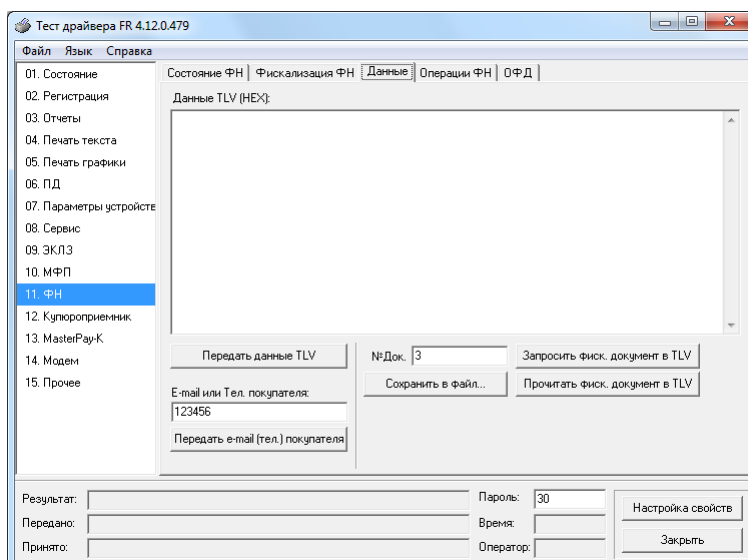 Тест драйвера FR 4.12.0.479
Файл Язык Справка
01. Состояние
02. Регистрация
03. Отчеты
04. Печать текста
05. Печать графики
06. ПД
07. Параметры устройств
08. Сервис
09. ЭКЛЗ
10. МФП
11. ФН
12. Купюроприемник
13. MasterPay-K
14. Модем
15. Прочее
Состояние ФН Фискализация ФН Данные Операции ФН ОФД
Данные TLV (HEX):
Передать данные TLV №Док. 3 Запросить фиск. документ в TLV
Сохранить в файл... Прочитать фиск. документ в TLV
E-mail или Тел. покупателя:
123456
Передать e-mail (тел.) покупателя
Результат: Пароль: 30 Настройка свойств
Передано: Время:
Принято: Оператор: Закрыть